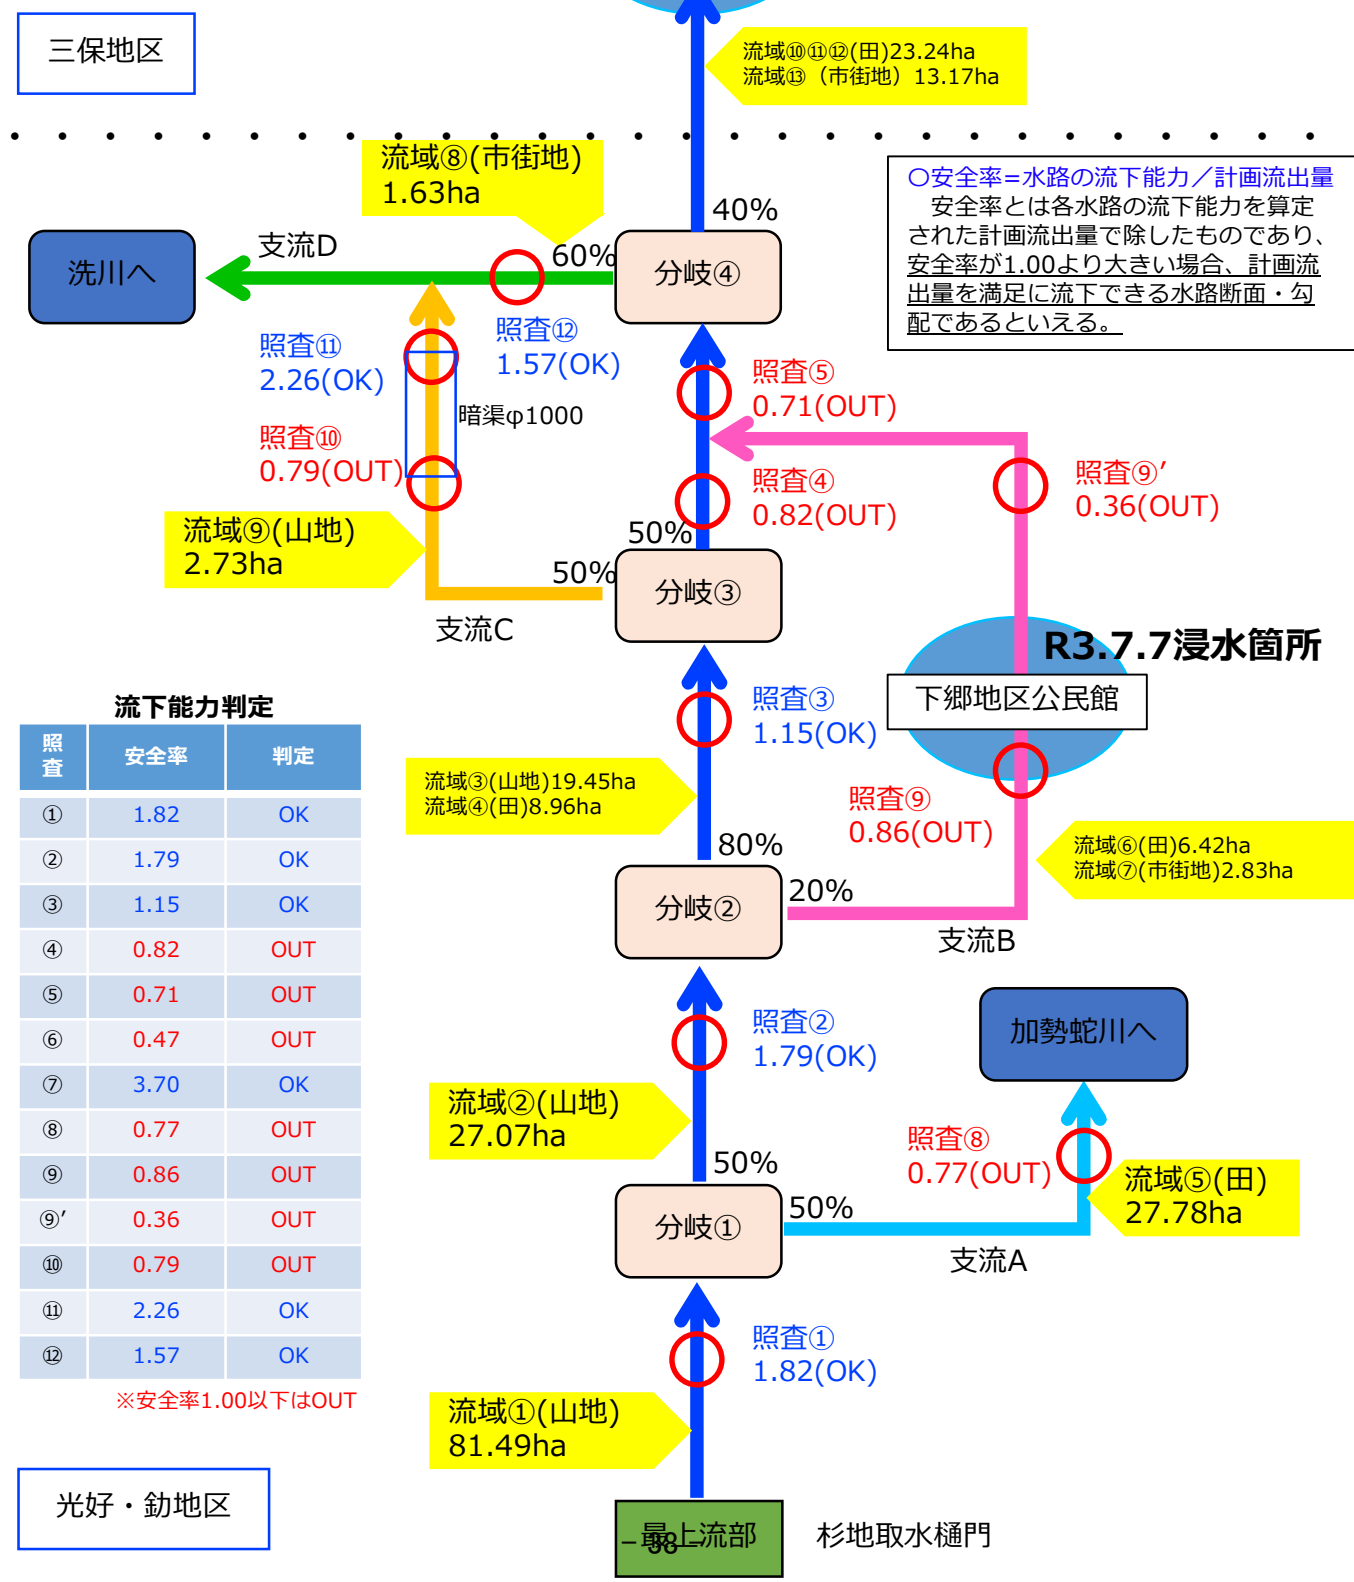 三保地区
流域⑩⑪⑫(田)23.24ha
流域⑬（市街地）13.17ha
流域⑧(市街地)
1.63ha
〇安全率=水路の流下能力／計画流出量
安全率とは各水路の流下能力を算定
された計画流出量で除したものであり、
安全率が1.00より大きい場合、計画流
出量を満足に流下できる水路断面・勾
配であるといえる。
40%
支流D
60%
洗川へ
分岐④
照査⑪
2.26(OK)
照査⑫
1.57(OK)
照査⑤
0.71(OUT)
暗渠φ1000
照査⑩
0.79(OUT)
照査④
0.82(OUT)
照査⑨’
0.36(OUT)
流域⑨(山地)
2.73ha
50%
50%
分岐③
支流C
R3.7.7浸水箇所
下郷地区公民館
照査③
1.15(OK)
流域③(山地)19.45ha
流域④(田)8.96ha
照査⑨
0.86(OUT)
流域⑥(田)6.42ha
流域⑦(市街地)2.83ha
80%
分岐②
20%
支流B
流下能力判定
照査 安全率 判定
① 1.82 OK
② 1.79 OK
③ 1.15 OK
④ 0.82 OUT
⑤ 0.71 OUT
⑥ 0.47 OUT
⑦ 3.70 OK
⑧ 0.77 OUT
⑨ 0.86 OUT
⑨’ 0.36 OUT
⑩ 0.79 OUT
⑪ 2.26 OK
⑫ 1.57 OK
※安全率1.00以下はOUT
照査②
1.79(OK)
加勢蛇川へ
流域②(山地)
27.07ha
照査⑧
0.77(OUT)
流域⑤(田)
27.78ha
50%
分岐①
50%
支流A
照査①
1.82(OK)
流域①(山地)
81.49ha
光好・釛地区
最上流部
－38－
杉地取水樋門